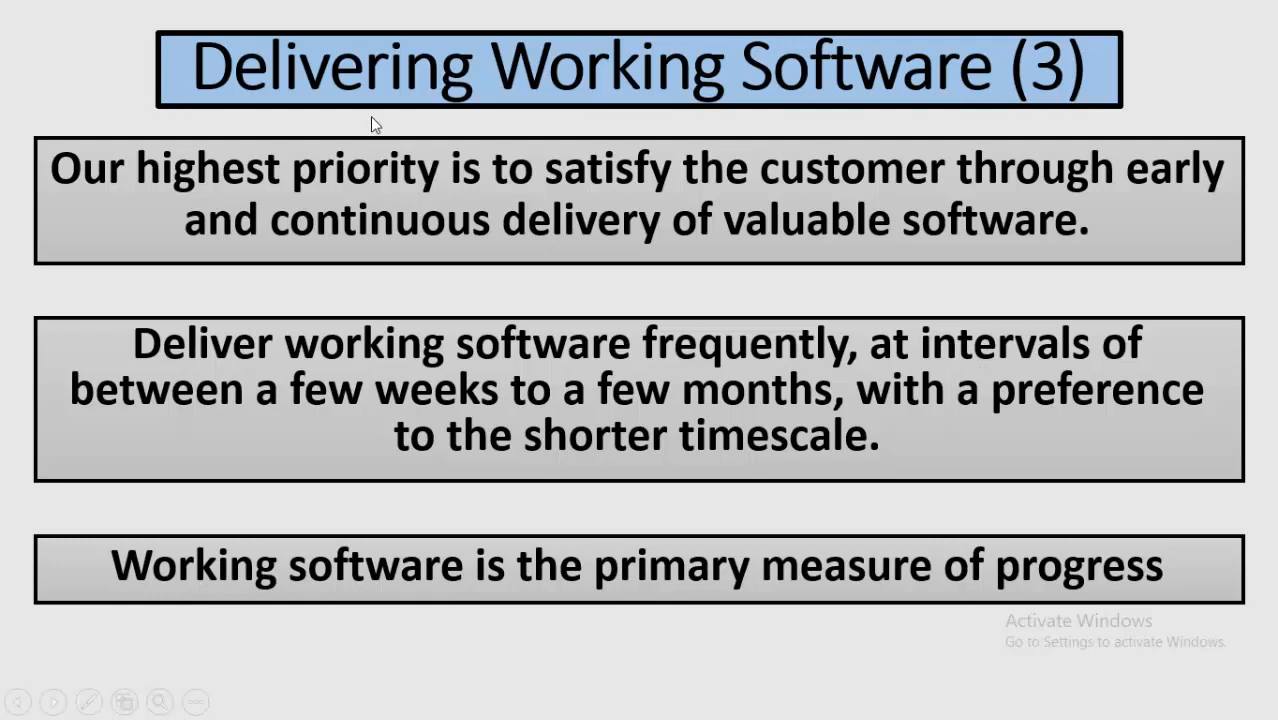 Delivering Working Software (3)
Our highest priority is to satisfy the customer through early
and continuous delivery of valuable software.
Deliver working software frequently, at intervals of
between a few weeks to a few months, with a preference
to the shorter timescale.
Working software is the primary measure of progress
Activate Windows
Go to Settings to activate Windows.